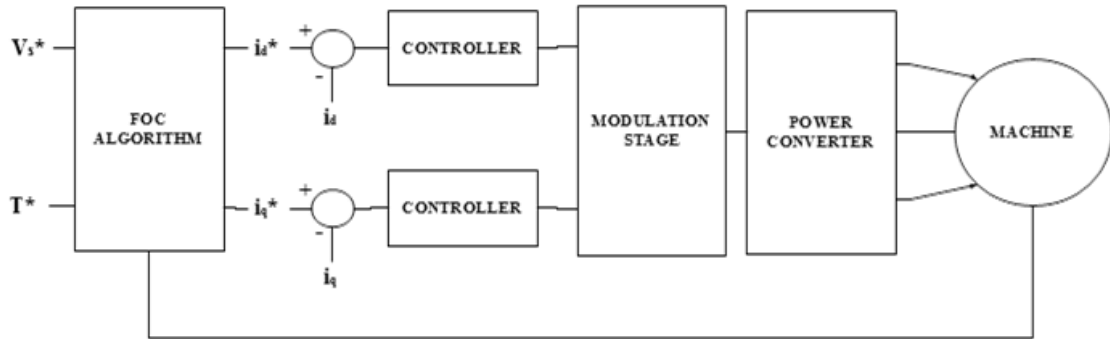 Vs*
T*
FOC
ALGORITHM
id*
iq*
+
-
id
+
-
iq
CONTROLLER
CONTROLLER
MODULATION
STAGE
POWER
CONVERTER
MACHINE